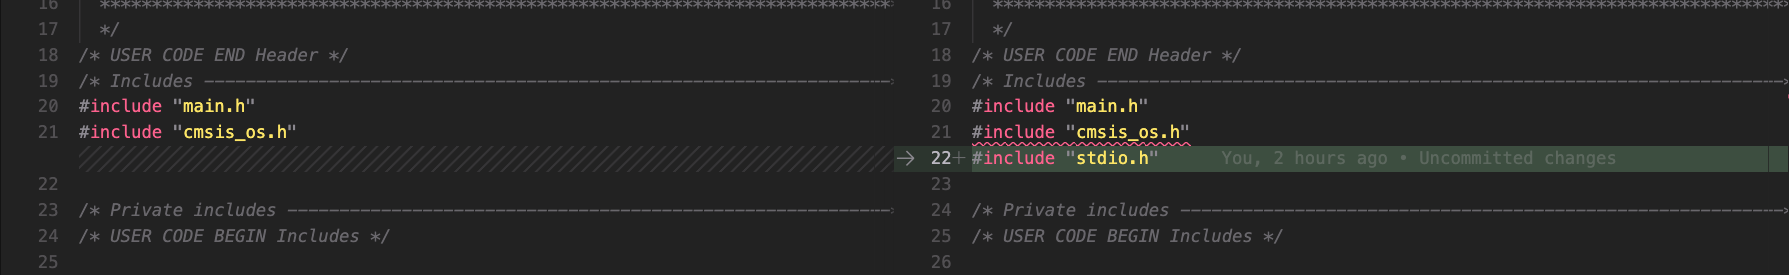 16 ****************************************************************************** 16 ******************************************************************************
17 */ 17 */
18 /* USER CODE END Header */ 18 /* USER CODE END Header */
19 /* Includes ------------------------------------------------------------------ 19 /* Includes ------------------------------------------------------------------
20 #include "main.h" 20 #include "main.h"
21 #include "cmsis_os.h" 21 #include "cmsis_os.h"
→ 22+ #include "stdio.h" You, 2 hours ago • Uncommitted changes
22 23
23 /* Private includes ---------------------------------------------------------- 24 /* Private includes ----------------------------------------------------------
24 /* USER CODE BEGIN Includes */ 25 /* USER CODE BEGIN Includes */
25 26